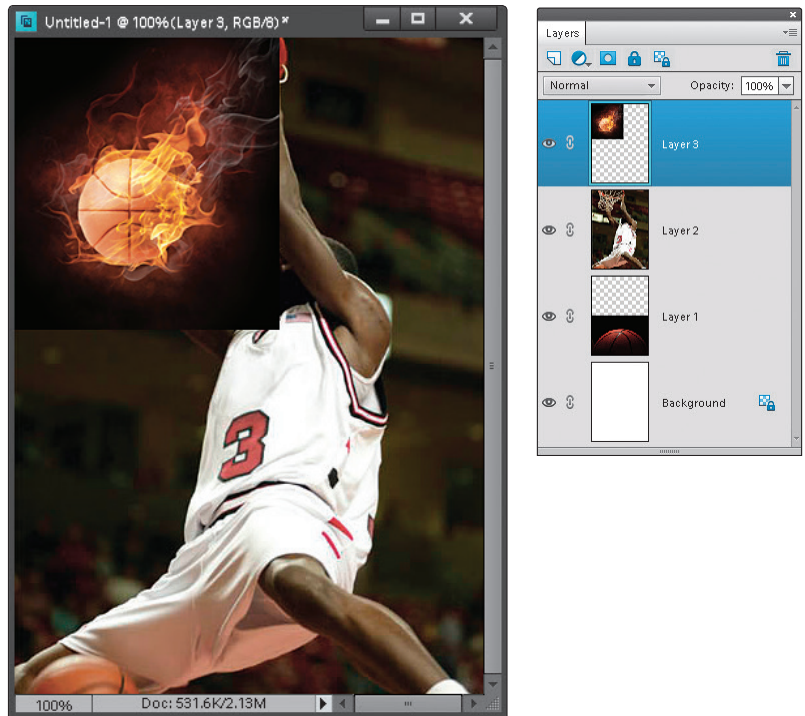 Untitled-1 @ 100%(Layer 3, RGB/8)*
3
100%
Doc: 531.6K/2.13M
Layers
Normal
Opacity: 100%
Layer 3
Layer 2
Layer 1
Background